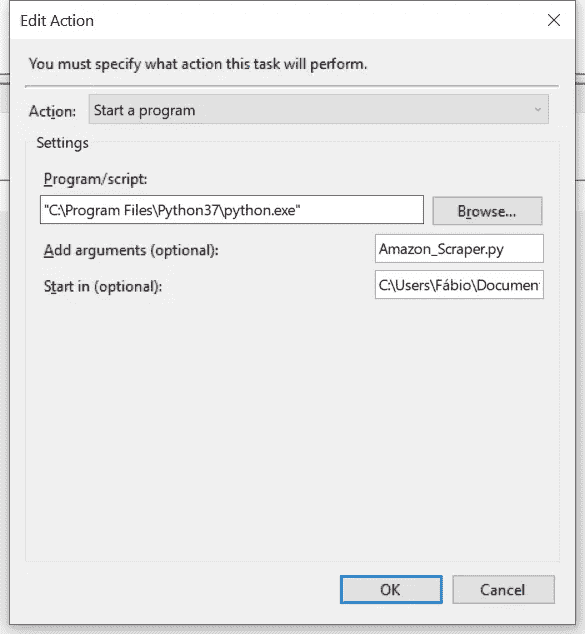 Edit Action
You must specify what action this task will perform.
Action: Start a program
Settings
Program/script:
"C:\Program Files\Python37\python.exe" Browse...
Add arguments (optional): Amazon_Scraper.py
Start in (optional): C:\Users\Fábio\Documen
OK Cancel